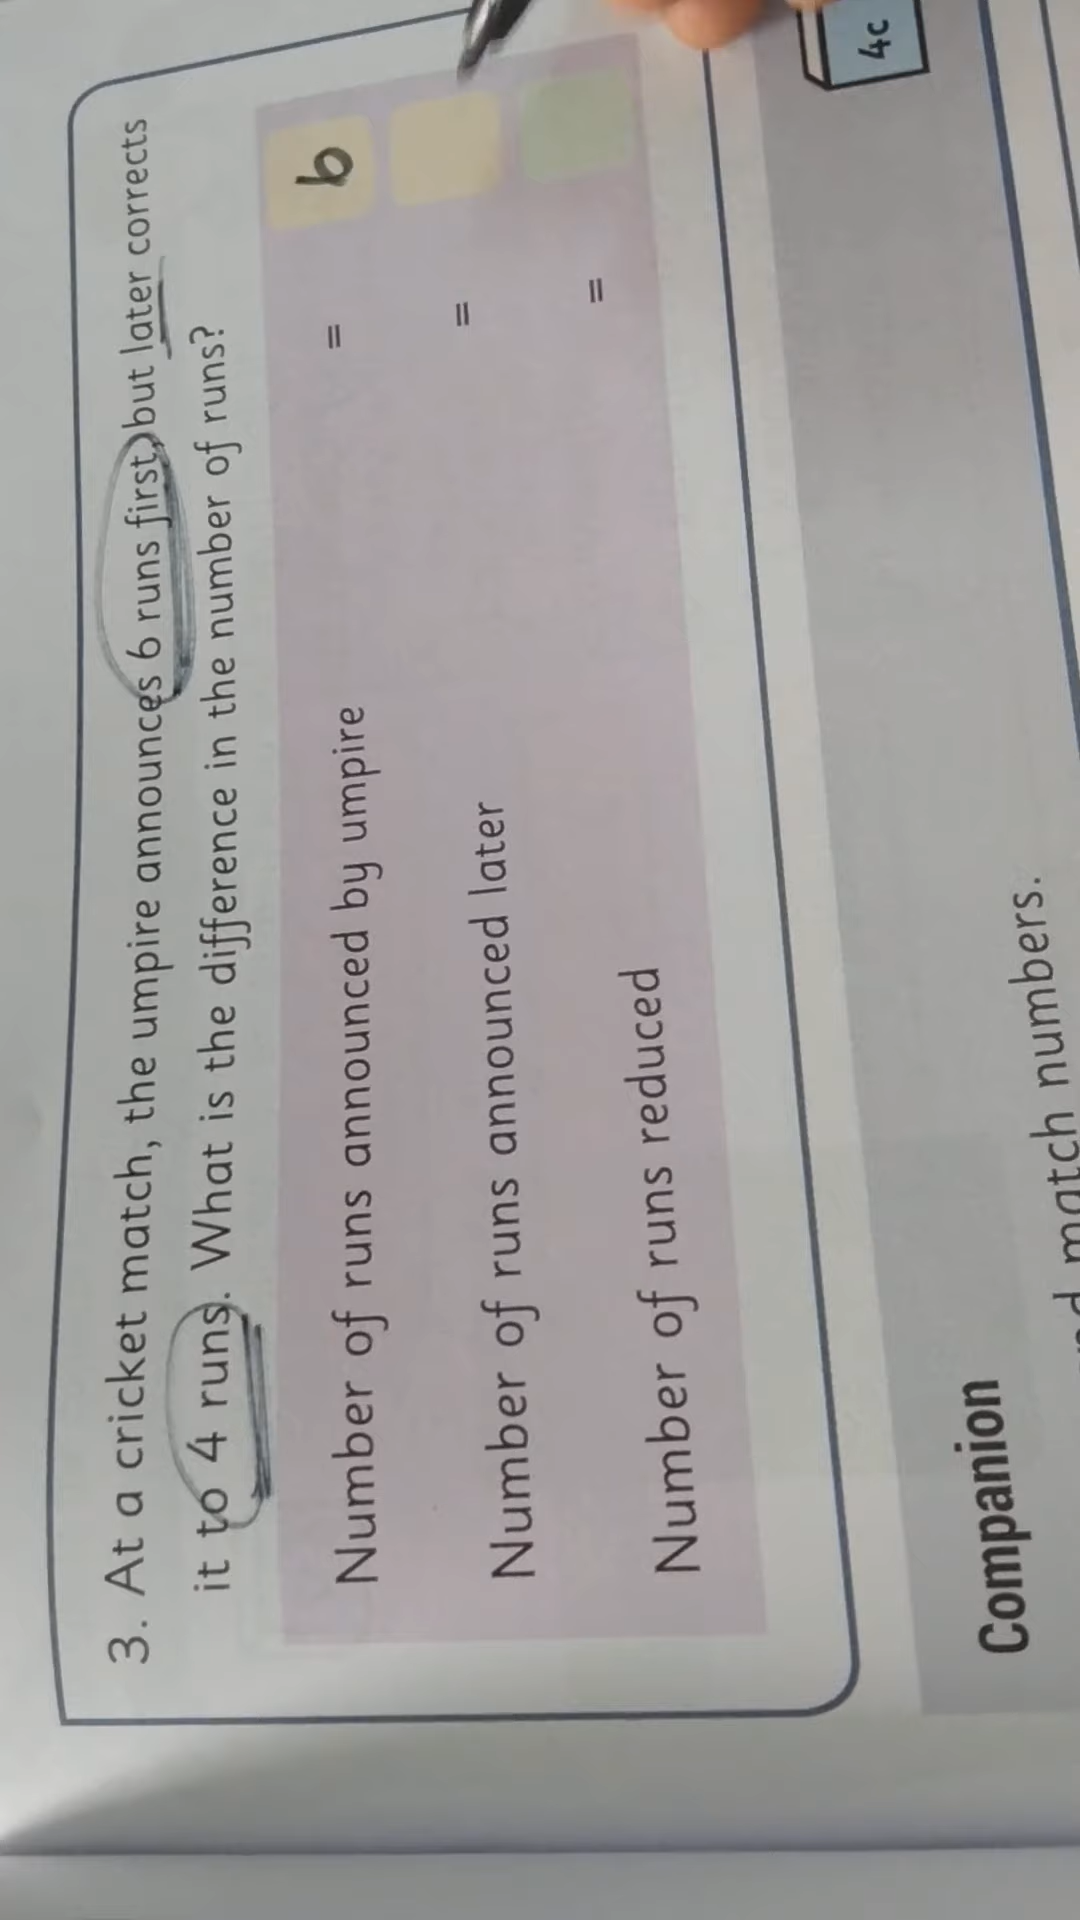 3. At a cricket match, the umpire announces 6 runs first, but later corrects
it to 4 runs. What is the difference in the number of runs?
Number of runs announced by umpire = 6
Number of runs announced later =
Number of runs reduced =
4c
Companion
match numbers.